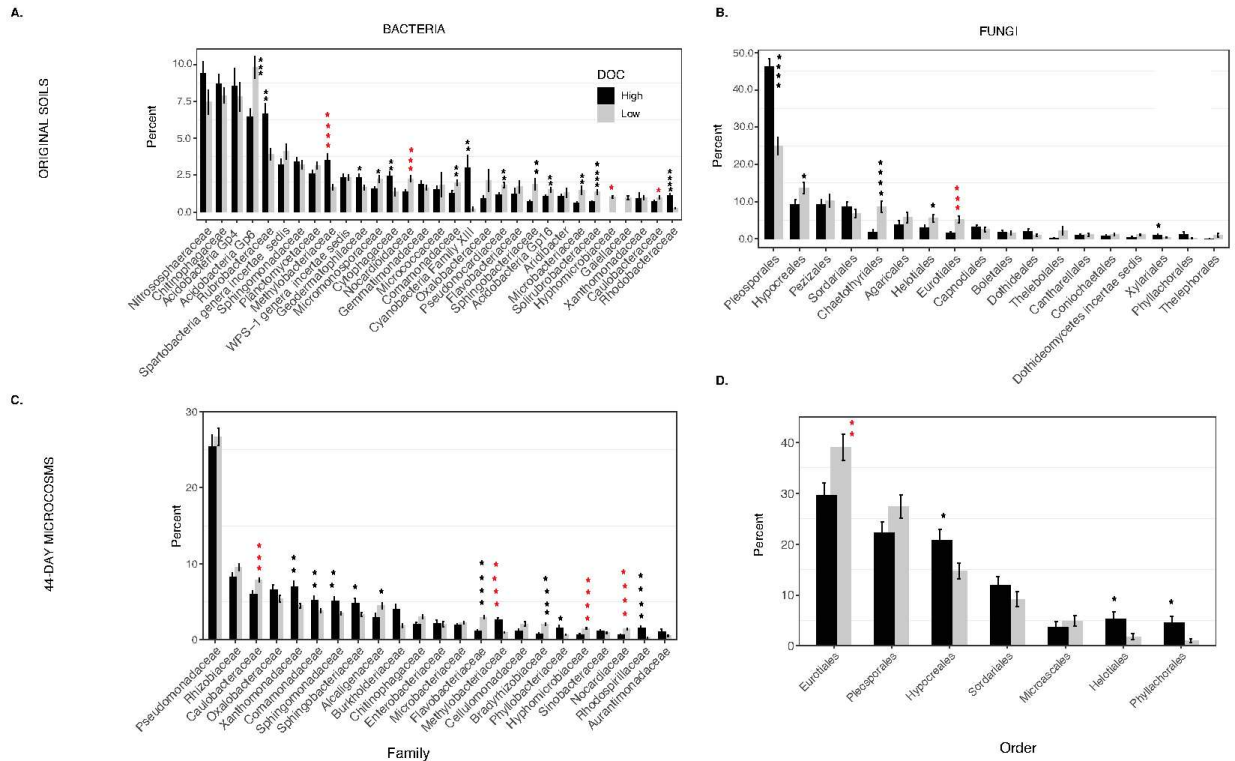 A.
BACTERIA
ORIGINAL SOILS
Percent
10.0
7.5
5.0
2.5
0.0
DOC
High
Low
Nitrososphaeraceae
Chitinophagaceae
Acidobacteria Gp4
Acidobacteria Gp6
Rubrobacteraceae
Spartobacteria genera incertae sedis
Sphingomonadaceae
Planctomycetaceae
Methylobacteriaceae
WPS-1 genera incertae sedis
Geodermatophilaceae
Micromonosporaceae
Cytophagaceae
Nocardioidaceae
Gemmatimonadaceae
Micrococcaceae
Comamonadaceae
Cyanobacteria Family XIII
Oxalobacteraceae
Pseudonocardiaceae
Flavobacteriaceae
Sphingobacteriaceae
Acidobacteria Gp16
Aridibacter
Microbacteriaceae
Solirubrobacteraceae
Hyphomicrobiaceae
Gaiellaceae
Xanthomonadaceae
Caulobacteraceae
Rhodobacteraceae
B.
FUNGI
Percent
50.0
40.0
30.0
20.0
10.0
0.0
Pleosporales
Hypocreales
Pezizales
Sordariales
Chaetothyriales
Agaricales
Helotiales
Eurotiales
Capnodiales
Boletales
Dothideales
Thelebolales
Cantharellales
Coniochaetales
Dothideomycetes incertae sedis
Xylariales
Phyllachorales
Thelephorales
C.
44-DAY MICROCOSMS
Percent
30
20
10
0
Pseudomonadaceae
Rhizobiaceae
Caulobacteraceae
Oxalobacteraceae
Xanthomonadaceae
Comamonadaceae
Sphingomonadaceae
Sphingobacteriaceae
Alcaligenaceae
Burkholderiaceae
Chitinophagaceae
Enterobacteriaceae
Microbacteriaceae
Flavobacteriaceae
Methylobacteriaceae
Cellulomonadaceae
Bradyrhizobiaceae
Phyllobacteriaceae
Hyphomicrobiaceae
Sinobacteraceae
Nocardiaceae
Rhodospirillaceae
Aurantimonadaceae
Family
D.
Percent
40
30
20
10
0
Eurotiales
Pleosporales
Hypocreales
Sordariales
Microascales
Helotiales
Phyllachorales
Order